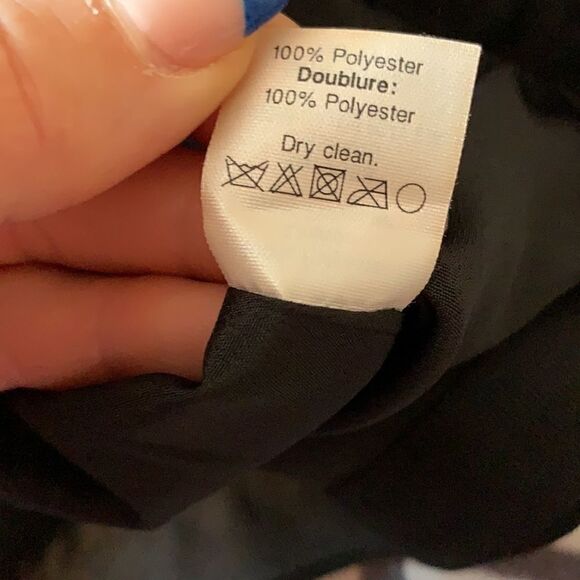 100% Polyester
Doublure:
100% Polyester
Dry clean.